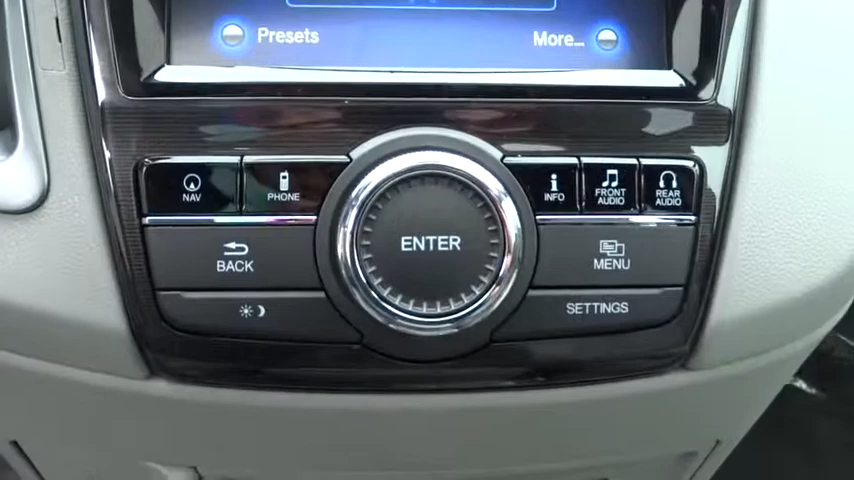 Presets
More...
NAV
PHONE
INFO
FRONT
AUDIO
REAR
AUDIO
BACK
ENTER
MENU
SETTINGS